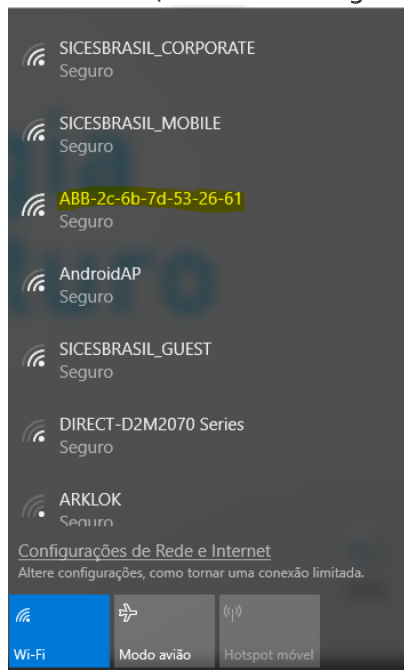 SICESBRASIL_CORPORATE
Seguro
SICESBRASIL_MOBILE
Seguro
ABB-2c-6b-7d-53-26-61
Seguro
AndroidAP
Seguro
SICESBRASIL_GUEST
Seguro
DIRECT-D2M2070 Series
Seguro
ARKLOK
Seguro
Configurações de Rede e Internet
Altere configurações, como tornar uma conexão limitada.
Wi-Fi Modo avião Hotspot móvel